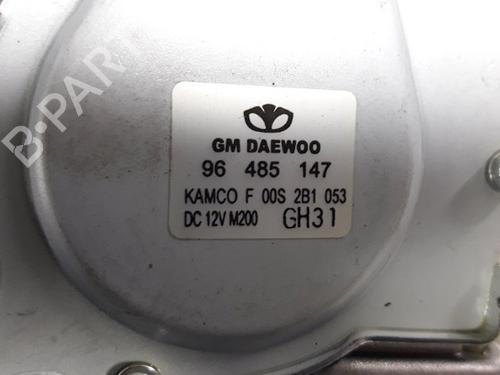 B-PARTS
GM DAEWOO
96 485 147
KAMCO F 00S 2B1 053
DC 12V M200 GH31